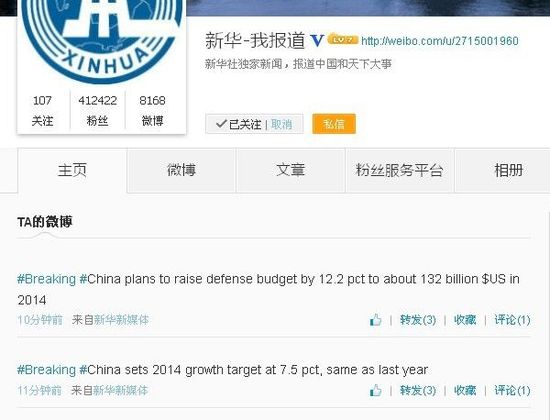 XINHUA
107 412422 8168
关注 粉丝 微博
新华-我报道 V LV 7 http://weibo.com/u/2715001960
新华社独家新闻，报道中国和天下大事
已关注 | 取消 私信
主页 微博 文章 粉丝服务平台 相册
TA的微博
#Breaking #China plans to raise defense budget by 12.2 pct to about 132 billion $US in
2014
10分钟前 来自新华新媒体 转发(3) | 收藏 | 评论(1)
#Breaking #China sets 2014 growth target at 7.5 pct, same as last year
11分钟前 来自新华新媒体 转发(3) | 收藏 | 评论(1)